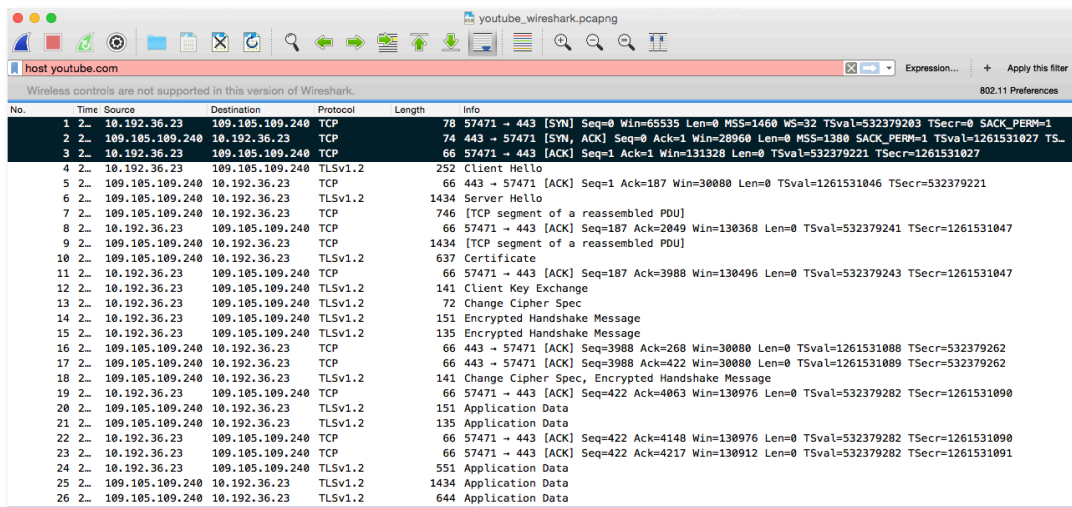 youtube_wireshark.pcapng
host youtube.com Expression... + Apply this filter
Wireless controls are not supported in this version of Wireshark. 802.11 Preferences
No. Time Source Destination Protocol Length Info
1 2… 10.192.36.23 109.105.109.240 TCP 78 57471 → 443 [SYN] Seq=0 Win=65535 Len=0 MSS=1460 WS=32 TSval=532379203 TSecr=0 SACK_PERM=1
2 2… 109.105.109.240 10.192.36.23 TCP 74 443 → 57471 [SYN, ACK] Seq=0 Ack=1 Win=28960 Len=0 MSS=1380 SACK_PERM=1 TSval=1261531027 TS…
3 2… 10.192.36.23 109.105.109.240 TCP 66 57471 → 443 [ACK] Seq=1 Ack=1 Win=131328 Len=0 TSval=532379221 TSecr=1261531027
4 2… 10.192.36.23 109.105.109.240 TLSv1.2 252 Client Hello
5 2… 109.105.109.240 10.192.36.23 TCP 66 443 → 57471 [ACK] Seq=1 Ack=187 Win=30080 Len=0 TSval=1261531046 TSecr=532379221
6 2… 109.105.109.240 10.192.36.23 TLSv1.2 1434 Server Hello
7 2… 109.105.109.240 10.192.36.23 TCP 746 [TCP segment of a reassembled PDU]
8 2… 10.192.36.23 109.105.109.240 TCP 66 57471 → 443 [ACK] Seq=187 Ack=2049 Win=130368 Len=0 TSval=532379241 TSecr=1261531047
9 2… 109.105.109.240 10.192.36.23 TCP 1434 [TCP segment of a reassembled PDU]
10 2… 109.105.109.240 10.192.36.23 TLSv1.2 637 Certificate
11 2… 10.192.36.23 109.105.109.240 TCP 66 57471 → 443 [ACK] Seq=187 Ack=3988 Win=130496 Len=0 TSval=532379243 TSecr=1261531047
12 2… 10.192.36.23 109.105.109.240 TLSv1.2 141 Client Key Exchange
13 2… 10.192.36.23 109.105.109.240 TLSv1.2 72 Change Cipher Spec
14 2… 10.192.36.23 109.105.109.240 TLSv1.2 151 Encrypted Handshake Message
15 2… 10.192.36.23 109.105.109.240 TLSv1.2 135 Encrypted Handshake Message
16 2… 109.105.109.240 10.192.36.23 TCP 66 443 → 57471 [ACK] Seq=3988 Ack=268 Win=30080 Len=0 TSval=1261531088 TSecr=532379262
17 2… 109.105.109.240 10.192.36.23 TCP 66 443 → 57471 [ACK] Seq=3988 Ack=422 Win=30080 Len=0 TSval=1261531089 TSecr=532379262
18 2… 109.105.109.240 10.192.36.23 TLSv1.2 141 Change Cipher Spec, Encrypted Handshake Message
19 2… 10.192.36.23 109.105.109.240 TCP 66 57471 → 443 [ACK] Seq=422 Ack=4063 Win=130976 Len=0 TSval=532379282 TSecr=1261531090
20 2… 109.105.109.240 10.192.36.23 TLSv1.2 151 Application Data
21 2… 109.105.109.240 10.192.36.23 TLSv1.2 135 Application Data
22 2… 10.192.36.23 109.105.109.240 TCP 66 57471 → 443 [ACK] Seq=422 Ack=4148 Win=130976 Len=0 TSval=532379282 TSecr=1261531090
23 2… 10.192.36.23 109.105.109.240 TCP 66 57471 → 443 [ACK] Seq=422 Ack=4217 Win=130912 Len=0 TSval=532379282 TSecr=1261531091
24 2… 10.192.36.23 109.105.109.240 TLSv1.2 551 Application Data
25 2… 109.105.109.240 10.192.36.23 TLSv1.2 1434 Application Data
26 2… 109.105.109.240 10.192.36.23 TLSv1.2 644 Application Data